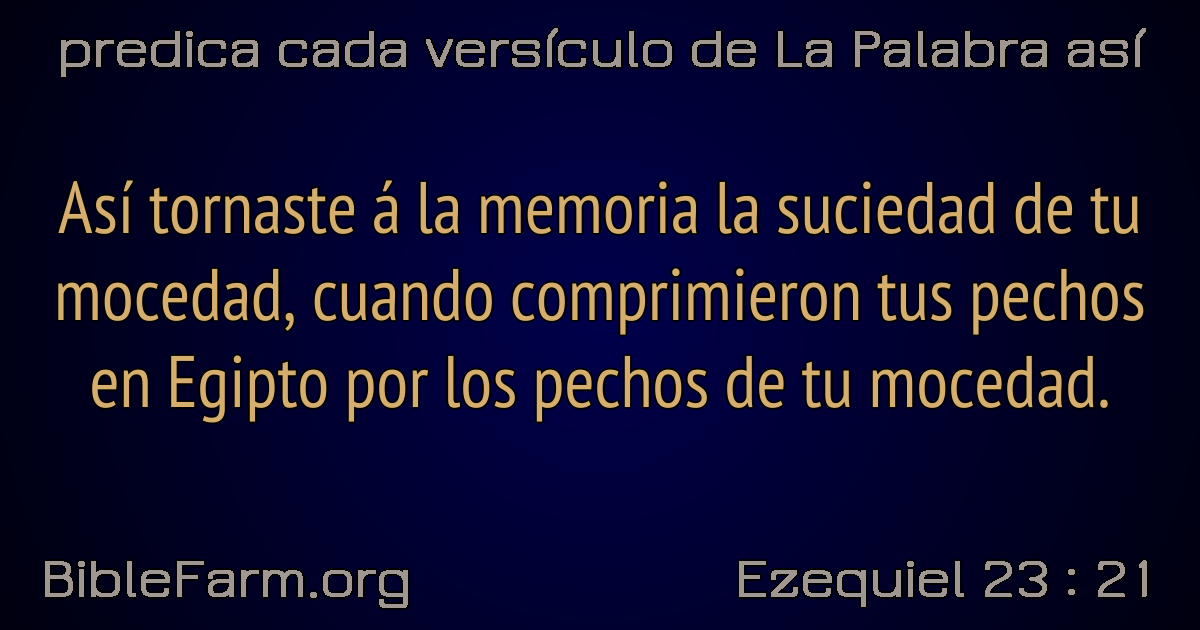 predica cada versículo de La Palabra así
Así tornaste á la memoria la suciedad de tu
mocedad, cuando comprimieron tus pechos
en Egipto por los pechos de tu mocedad.
BibleFarm.org
Ezequiel 23 : 21